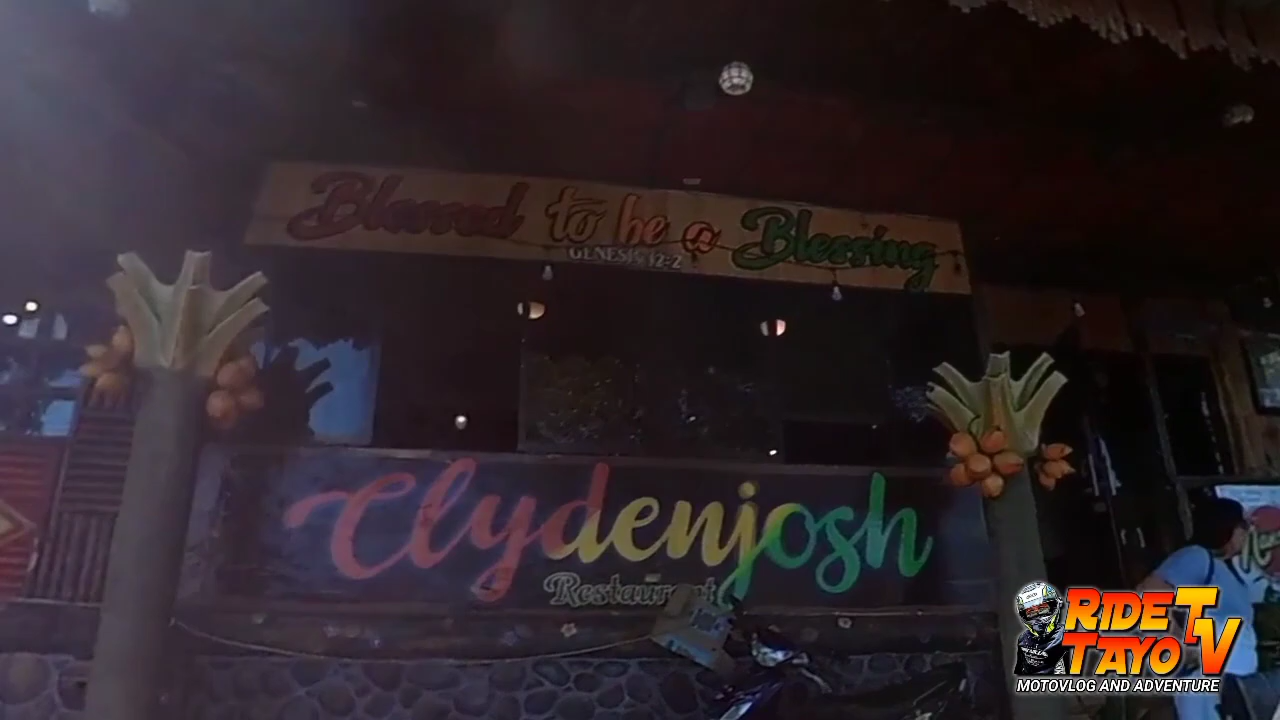 Blessed to be a Blessing
GENESIS 12:2
Clydenjosh
Restaurant
RIDE TAYO TV
MOTOVLOG AND ADVENTURE